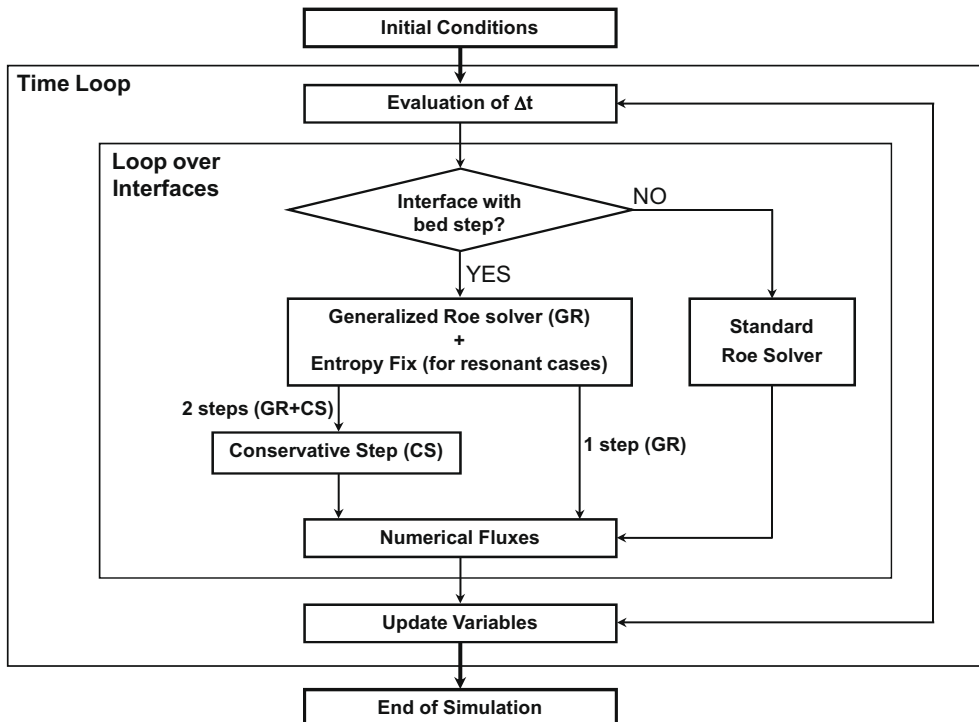 Initial Conditions
Time Loop
Evaluation of Δt
Loop over
Interfaces
Interface with
bed step?
NO
YES
Generalized Roe solver (GR)
+
Entropy Fix (for resonant cases)
Standard
Roe Solver
2 steps (GR+CS)
1 step (GR)
Conservative Step (CS)
Numerical Fluxes
Update Variables
End of Simulation